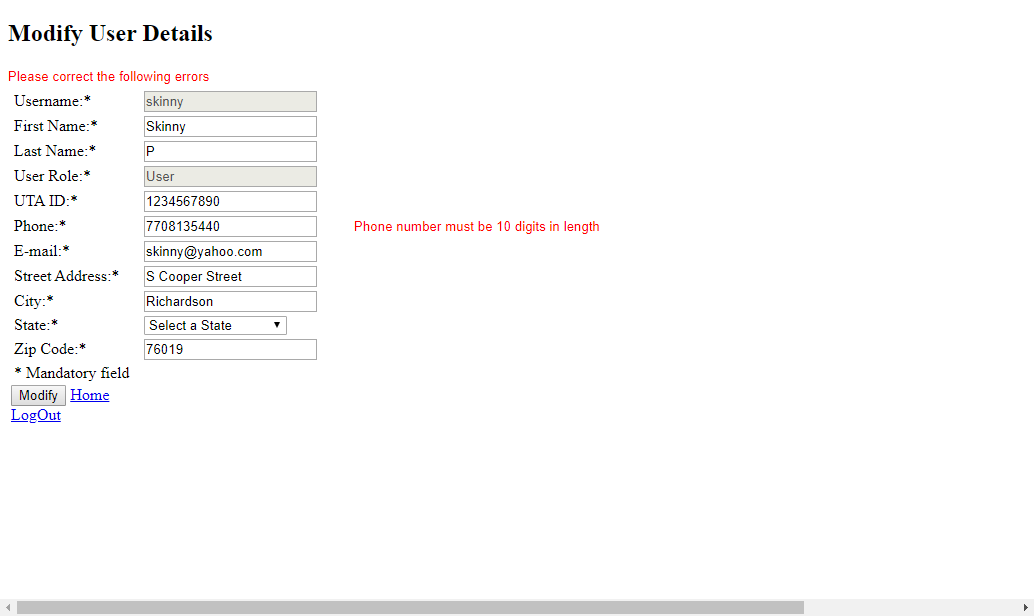 Modify User Details
Please correct the following errors
Username:* skinny
First Name:* Skinny
Last Name:* P
User Role:* User
UTA ID:* 1234567890
Phone:* 7708135440 Phone number must be 10 digits in length
E-mail:* skinny@yahoo.com
Street Address:* S Cooper Street
City:* Richardson
State:* Select a State
Zip Code:* 76019
* Mandatory field
Modify Home
LogOut